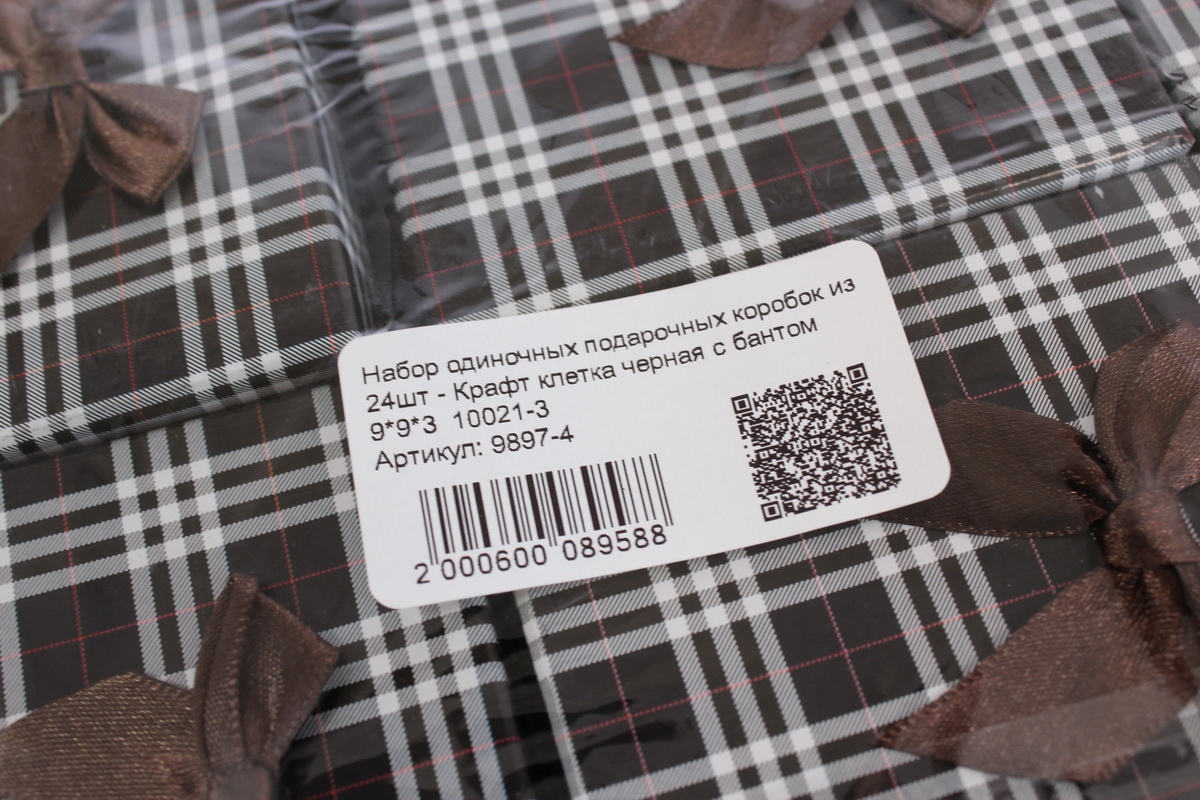 Набор одиночных подарочных коробок из
24шт - Крафт клетка черная с бантом
9*9*3 10021-3
Артикул: 9897-4
2 000600 089588